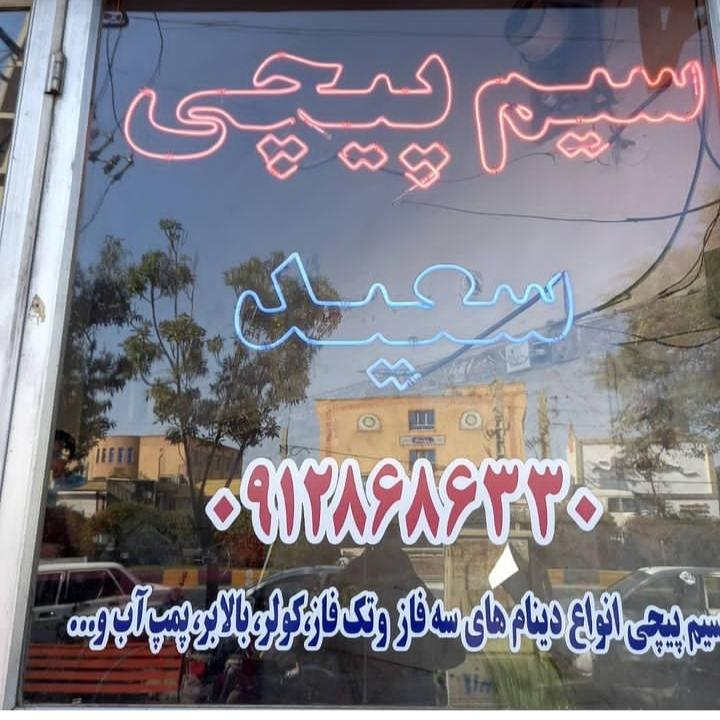 سیم پیچی
سعید
۰۹۱۲۸۶۸۶۳۳۰
سیم پیچی انواع دینام های سه فاز و تک فاز،کولر، بالابر، پمپ آب و...